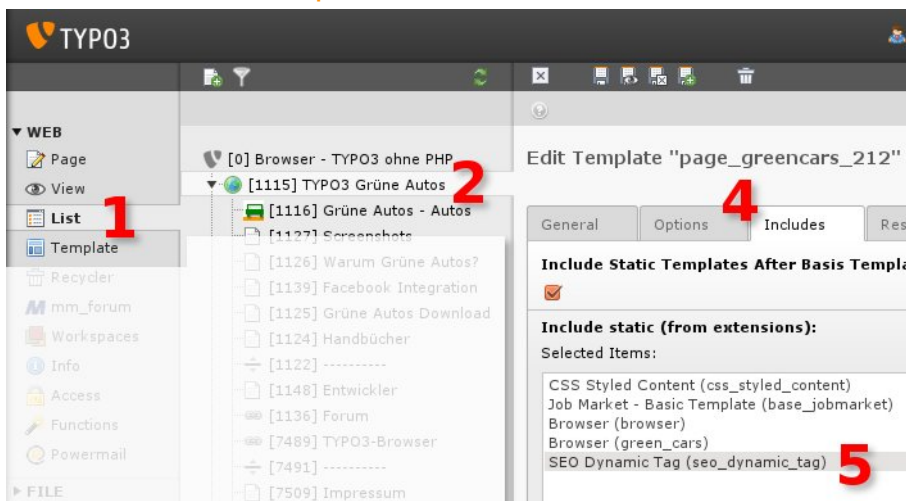 TYPO3
WEB
Page
View
List
Template
Recycler
mm_forum
Workspaces
Info
Access
Functions
Powermail
FILE
1
[0] Browser - TYPO3 ohne PHP
[1115] TYPO3 Grüne Autos
[1116] Grüne Autos - Autos
[1127] Screenshots
[1126] Warum Grüne Autos?
[1139] Facebook Integration
[1125] Grüne Autos Download
[1124] Handbücher
[1122] ----------
[1148] Entwickler
[1136] Forum
[7489] TYPO3-Browser
[7491] ----------
[7509] Impressum
2
Edit Template "page_greencars_212"
4
General Options Includes Res
Include Static Templates After Basis Templa
Include static (from extensions):
Selected Items:
CSS Styled Content (css_styled_content)
Job Market - Basic Template (base_jobmarket)
Browser (browser)
Browser (green_cars)
SEO Dynamic Tag (seo_dynamic_tag)
5